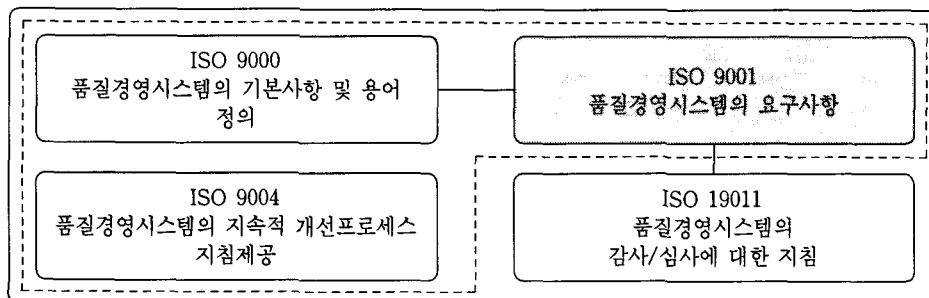 ISO 9000
품질경영시스템의 기본사항 및 용어
정의
ISO 9001
품질경영시스템의 요구사항
ISO 9004
품질경영시스템의 지속적 개선프로세스
지침제공
ISO 19011
품질경영시스템의
감사/심사에 대한 지침